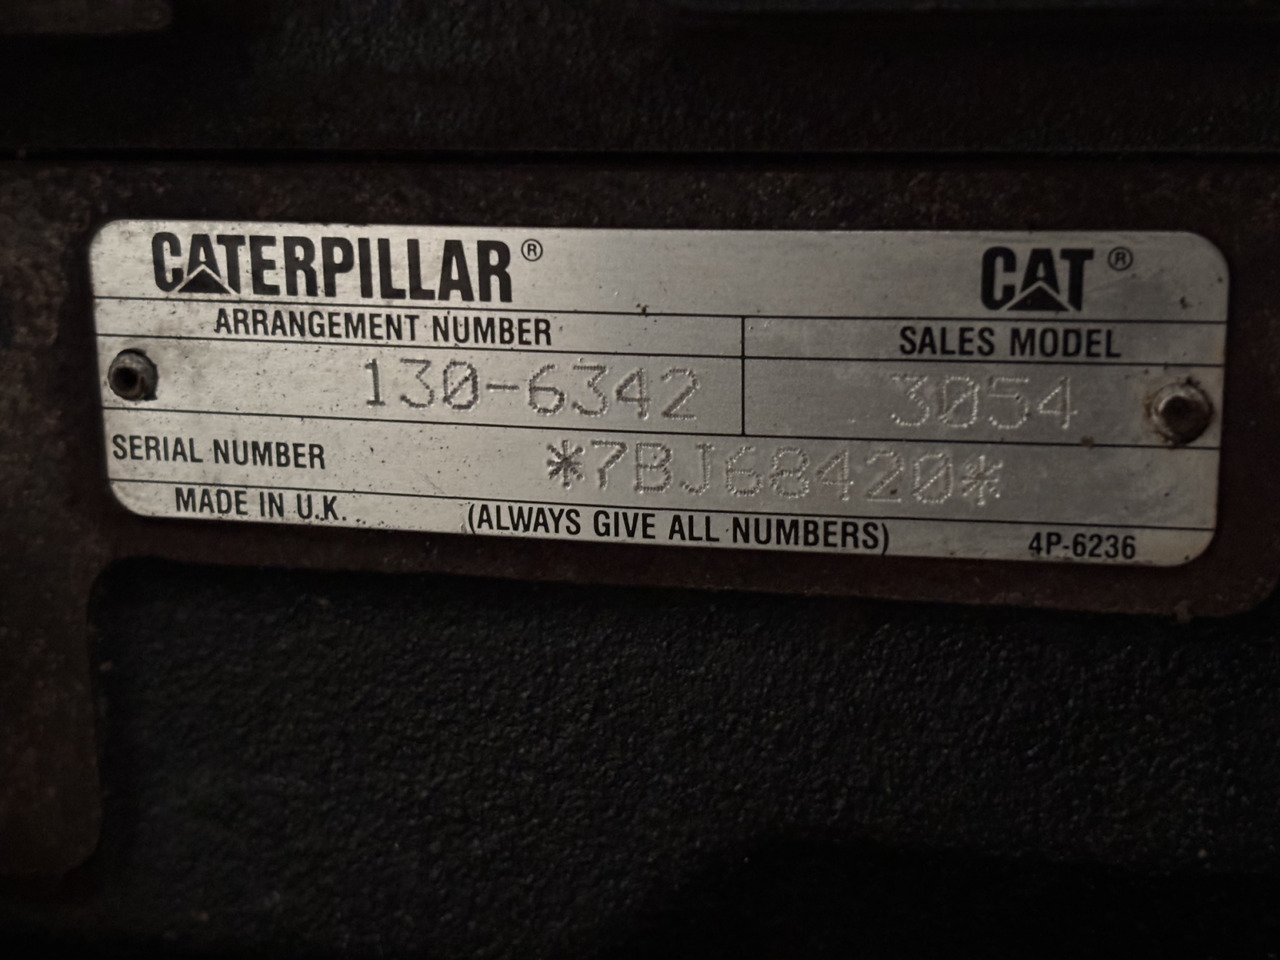 CATERPILLAR® CAT®
ARRANGEMENT NUMBER SALES MODEL
130-6342 3054
SERIAL NUMBER *7BJ68420*
MADE IN U.K. (ALWAYS GIVE ALL NUMBERS) 4P-6236